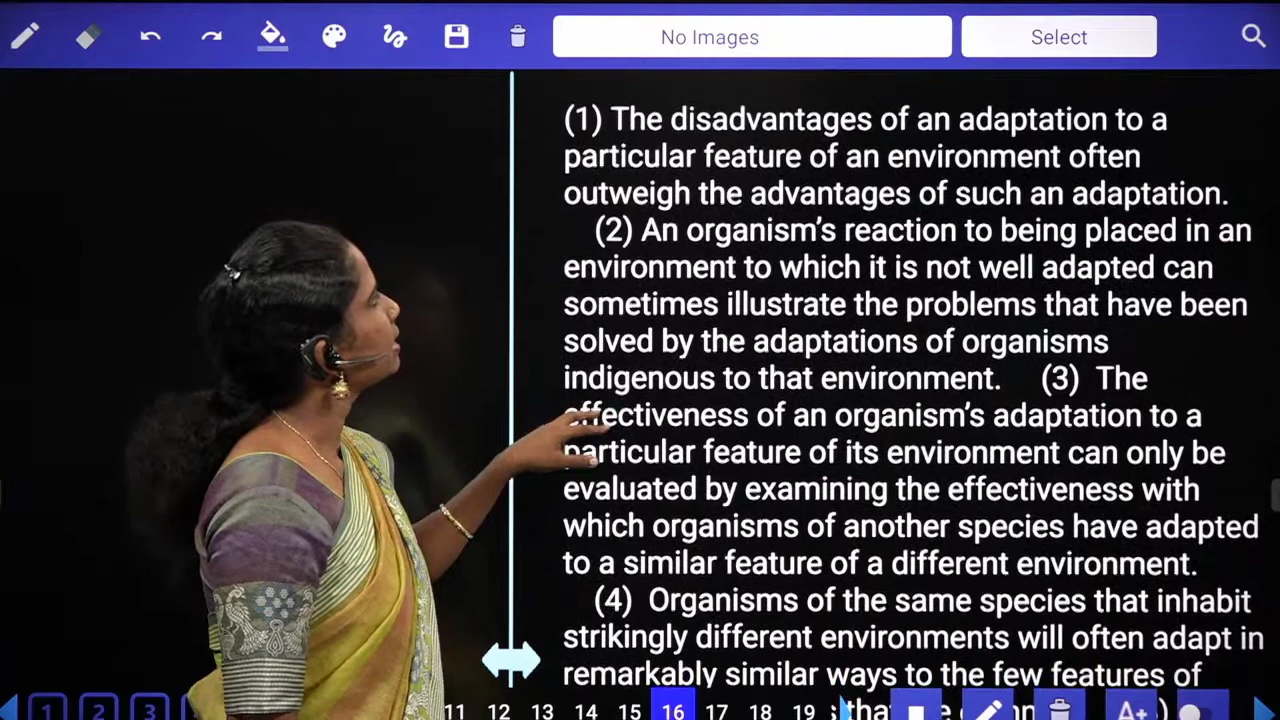 No Images
Select
(1) The disadvantages of an adaptation to a
particular feature of an environment often
outweigh the advantages of such an adaptation.
(2) An organism's reaction to being placed in an
environment to which it is not well adapted can
sometimes illustrate the problems that have been
solved by the adaptations of organisms
indigenous to that environment. (3) The
effectiveness of an organism's adaptation to a
particular feature of its environment can only be
evaluated by examining the effectiveness with
which organisms of another species have adapted
to a similar feature of a different environment.
(4) Organisms of the same species that inhabit
strikingly different environments will often adapt in
remarkably similar ways to the few features of
1 2 3 11 12 13 14 15 16 17 18 19 A+